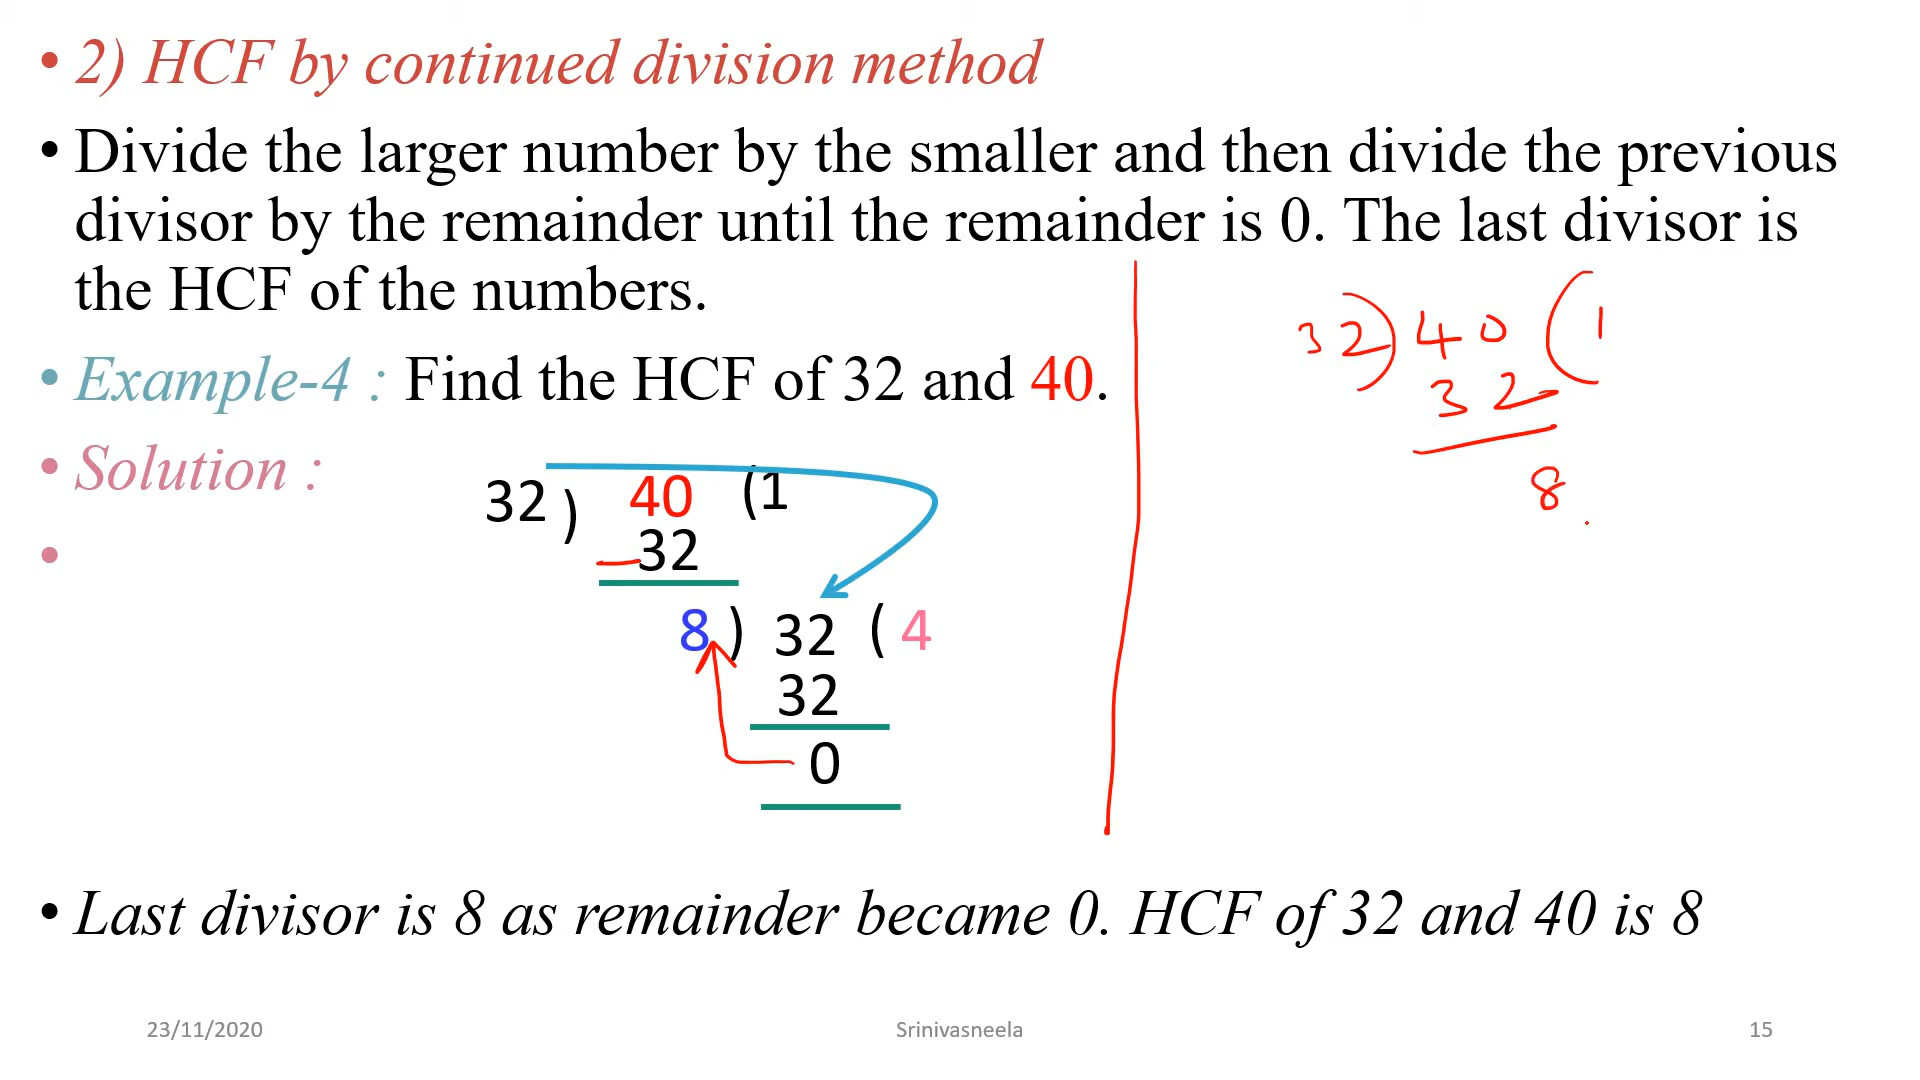 • 2) HCF by continued division method
• Divide the larger number by the smaller and then divide the previous
divisor by the remainder until the remainder is 0. The last divisor is
the HCF of the numbers.
• Example-4 : Find the HCF of 32 and 40.
• Solution :
32 ) 40 (1
32
8 ) 32 ( 4
32
0
32 ) 40 ( 1
32
8
• Last divisor is 8 as remainder became 0. HCF of 32 and 40 is 8
23/11/2020 Srinivasneela 15